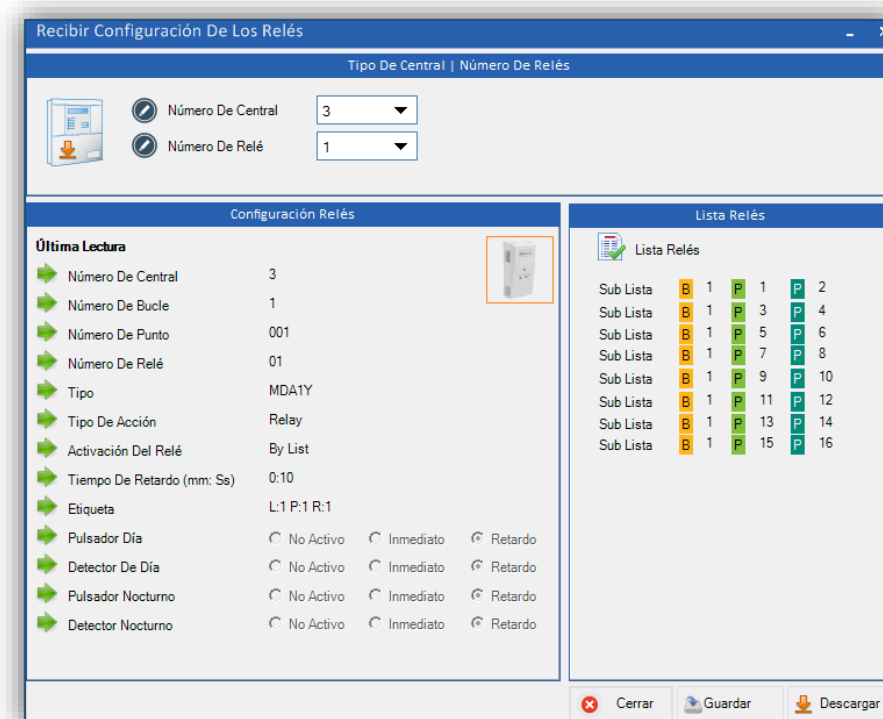 Recibir Configuración De Los Relés
Tipo De Central | Número De Relés
Número De Central 3
Número De Relé 1
Configuración Relés
Última Lectura
Número De Central 3
Número De Bucle 1
Número De Punto 001
Número De Relé 01
Tipo MDA1Y
Tipo De Acción Relay
Activación Del Relé By List
Tiempo De Retardo (mm: Ss) 0:10
Etiqueta L:1 P:1 R:1
Pulsador Día No Activo Inmediato Retardo
Detector De Día No Activo Inmediato Retardo
Pulsador Nocturno No Activo Inmediato Retardo
Detector Nocturno No Activo Inmediato Retardo
Lista Relés
Lista Relés
Sub Lista B 1 P 1 P 2
Sub Lista B 1 P 3 P 4
Sub Lista B 1 P 5 P 6
Sub Lista B 1 P 7 P 8
Sub Lista B 1 P 9 P 10
Sub Lista B 1 P 11 P 12
Sub Lista B 1 P 13 P 14
Sub Lista B 1 P 15 P 16
Cerrar Guardar Descargar